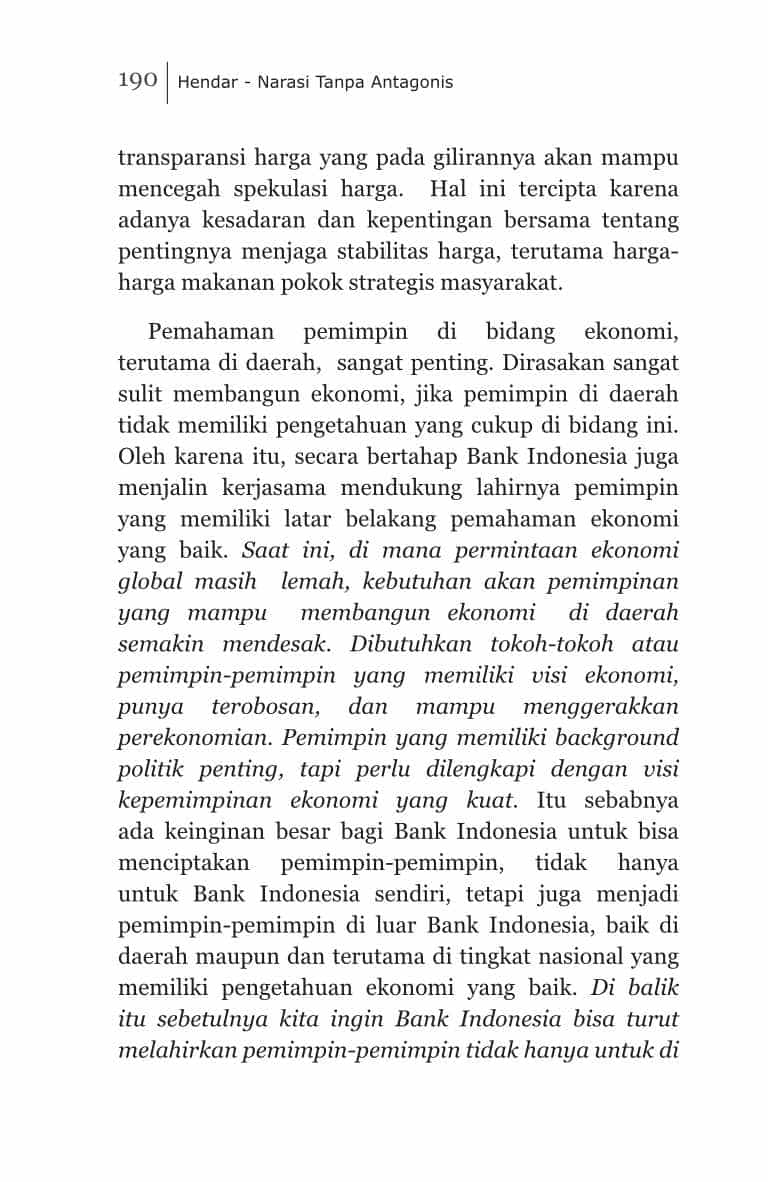 190 Hendar - Narasi Tanpa Antagonis
transparansi harga yang pada gilirannya akan mampu
mencegah spekulasi harga. Hal ini tercipta karena
adanya kesadaran dan kepentingan bersama tentang
pentingnya menjaga stabilitas harga, terutama harga-
harga makanan pokok strategis masyarakat.
Pemahaman pemimpin di bidang ekonomi,
terutama di daerah, sangat penting. Dirasakan sangat
sulit membangun ekonomi, jika pemimpin di daerah
tidak memiliki pengetahuan yang cukup di bidang ini.
Oleh karena itu, secara bertahap Bank Indonesia juga
menjalin kerjasama mendukung lahirnya pemimpin
yang memiliki latar belakang pemahaman ekonomi
yang baik. Saat ini, di mana permintaan ekonomi
global masih lemah, kebutuhan akan pemimpinan
yang mampu membangun ekonomi di daerah
semakin mendesak. Dibutuhkan tokoh-tokoh atau
pemimpin-pemimpin yang memiliki visi ekonomi,
punya terobosan, dan mampu menggerakkan
perekonomian. Pemimpin yang memiliki background
politik penting, tapi perlu dilengkapi dengan visi
kepemimpinan ekonomi yang kuat. Itu sebabnya
ada keinginan besar bagi Bank Indonesia untuk bisa
menciptakan pemimpin-pemimpin, tidak hanya
untuk Bank Indonesia sendiri, tetapi juga menjadi
pemimpin-pemimpin di luar Bank Indonesia, baik di
daerah maupun dan terutama di tingkat nasional yang
memiliki pengetahuan ekonomi yang baik. Di balik
itu sebetulnya kita ingin Bank Indonesia bisa turut
melahirkan pemimpin-pemimpin tidak hanya untuk di